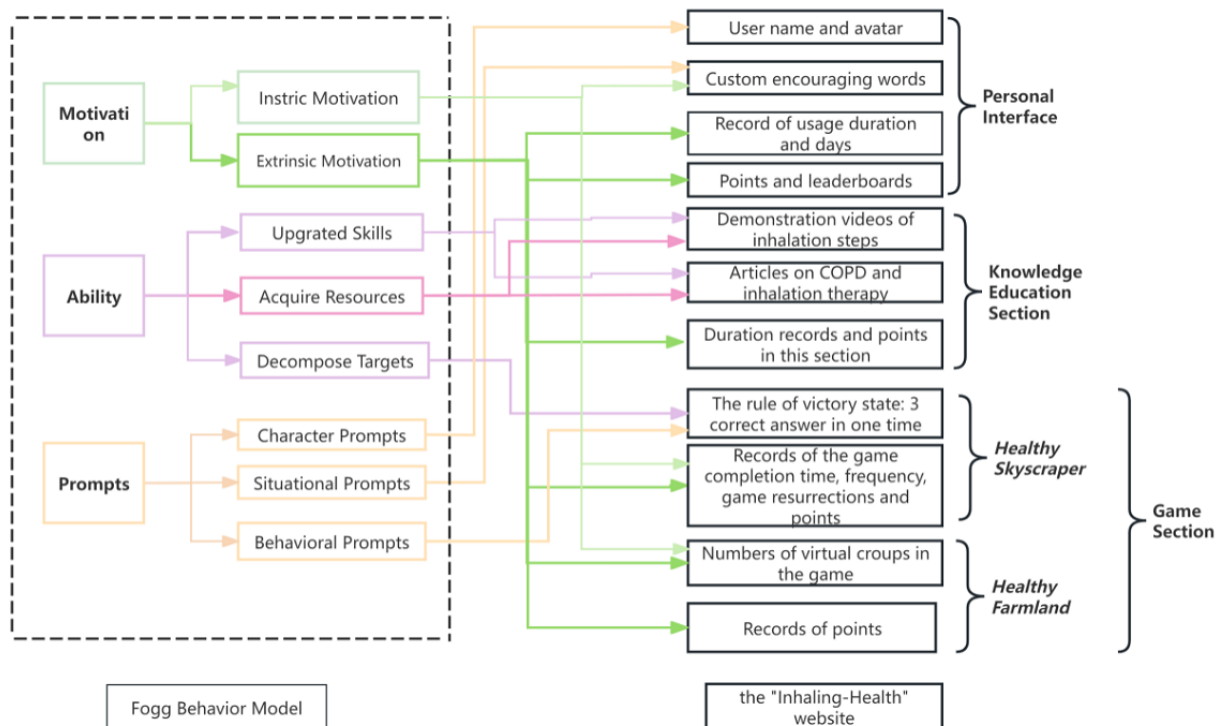 Motivati
on
Instric Motivation
Extrinsic Motivation
Ability
Upgrated Skills
Acquire Resources
Decompose Targets
Prompts
Character Prompts
Situational Prompts
Behavioral Prompts
Fogg Behavior Model
User name and avatar
Custom encouraging words
Record of usage duration
and days
Points and leaderboards
Personal
Interface
Demonstration videos of
inhalation steps
Articles on COPD and
inhalation therapy
Duration records and points
in this section
Knowledge
Education
Section
The rule of victory state: 3
correct answer in one time
Records of the game
completion time, frequency,
game resurrections and
points
Healthy
Skyscraper
Numbers of virtual croups in
the game
Records of points
Healthy
Farmland
Game
Section
the "Inhaling-Health"
website